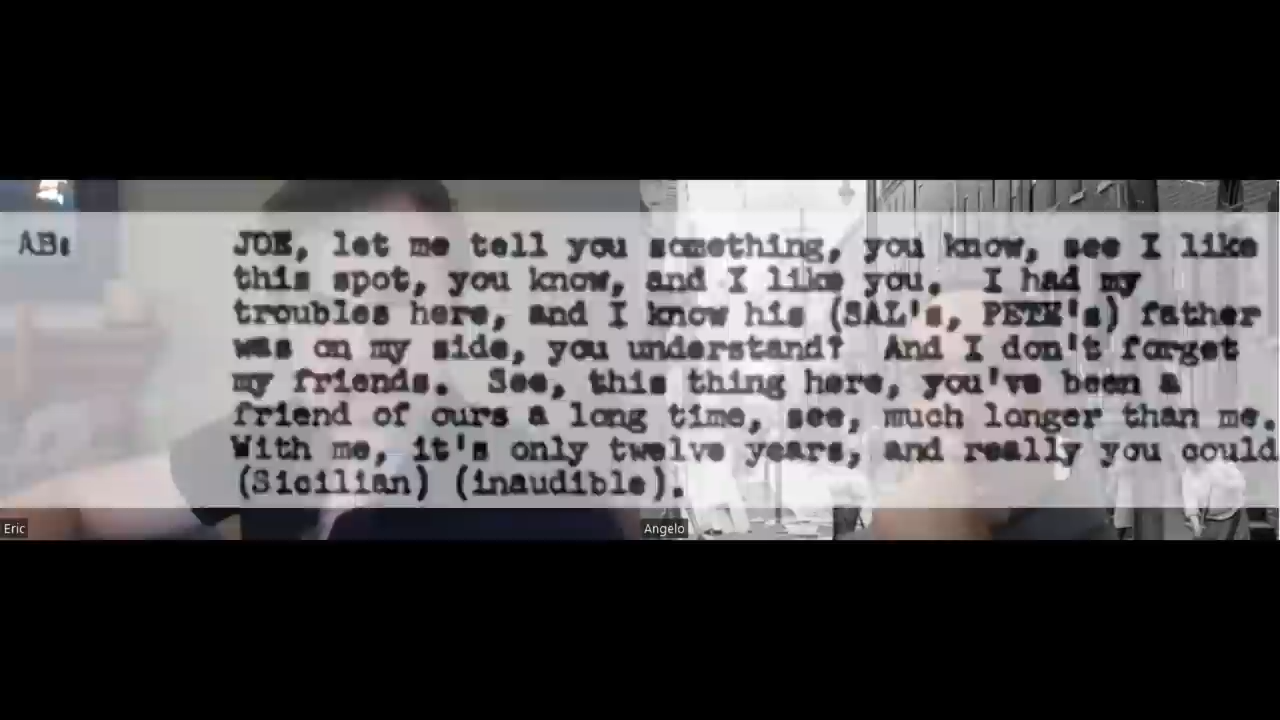 AB: JOE, let me tell you something, you know, see I like
this spot, you know, and I like you. I had my
troubles here, and I know his (SAL's, PETE's) father
was on my side, you understand? And I don't forget
my friends. See, this thing here, you've been a
friend of ours a long time, see, much longer than me.
With me, it's only twelve years, and really you could
(Sicilian) (inaudible).
Eric
Angelo